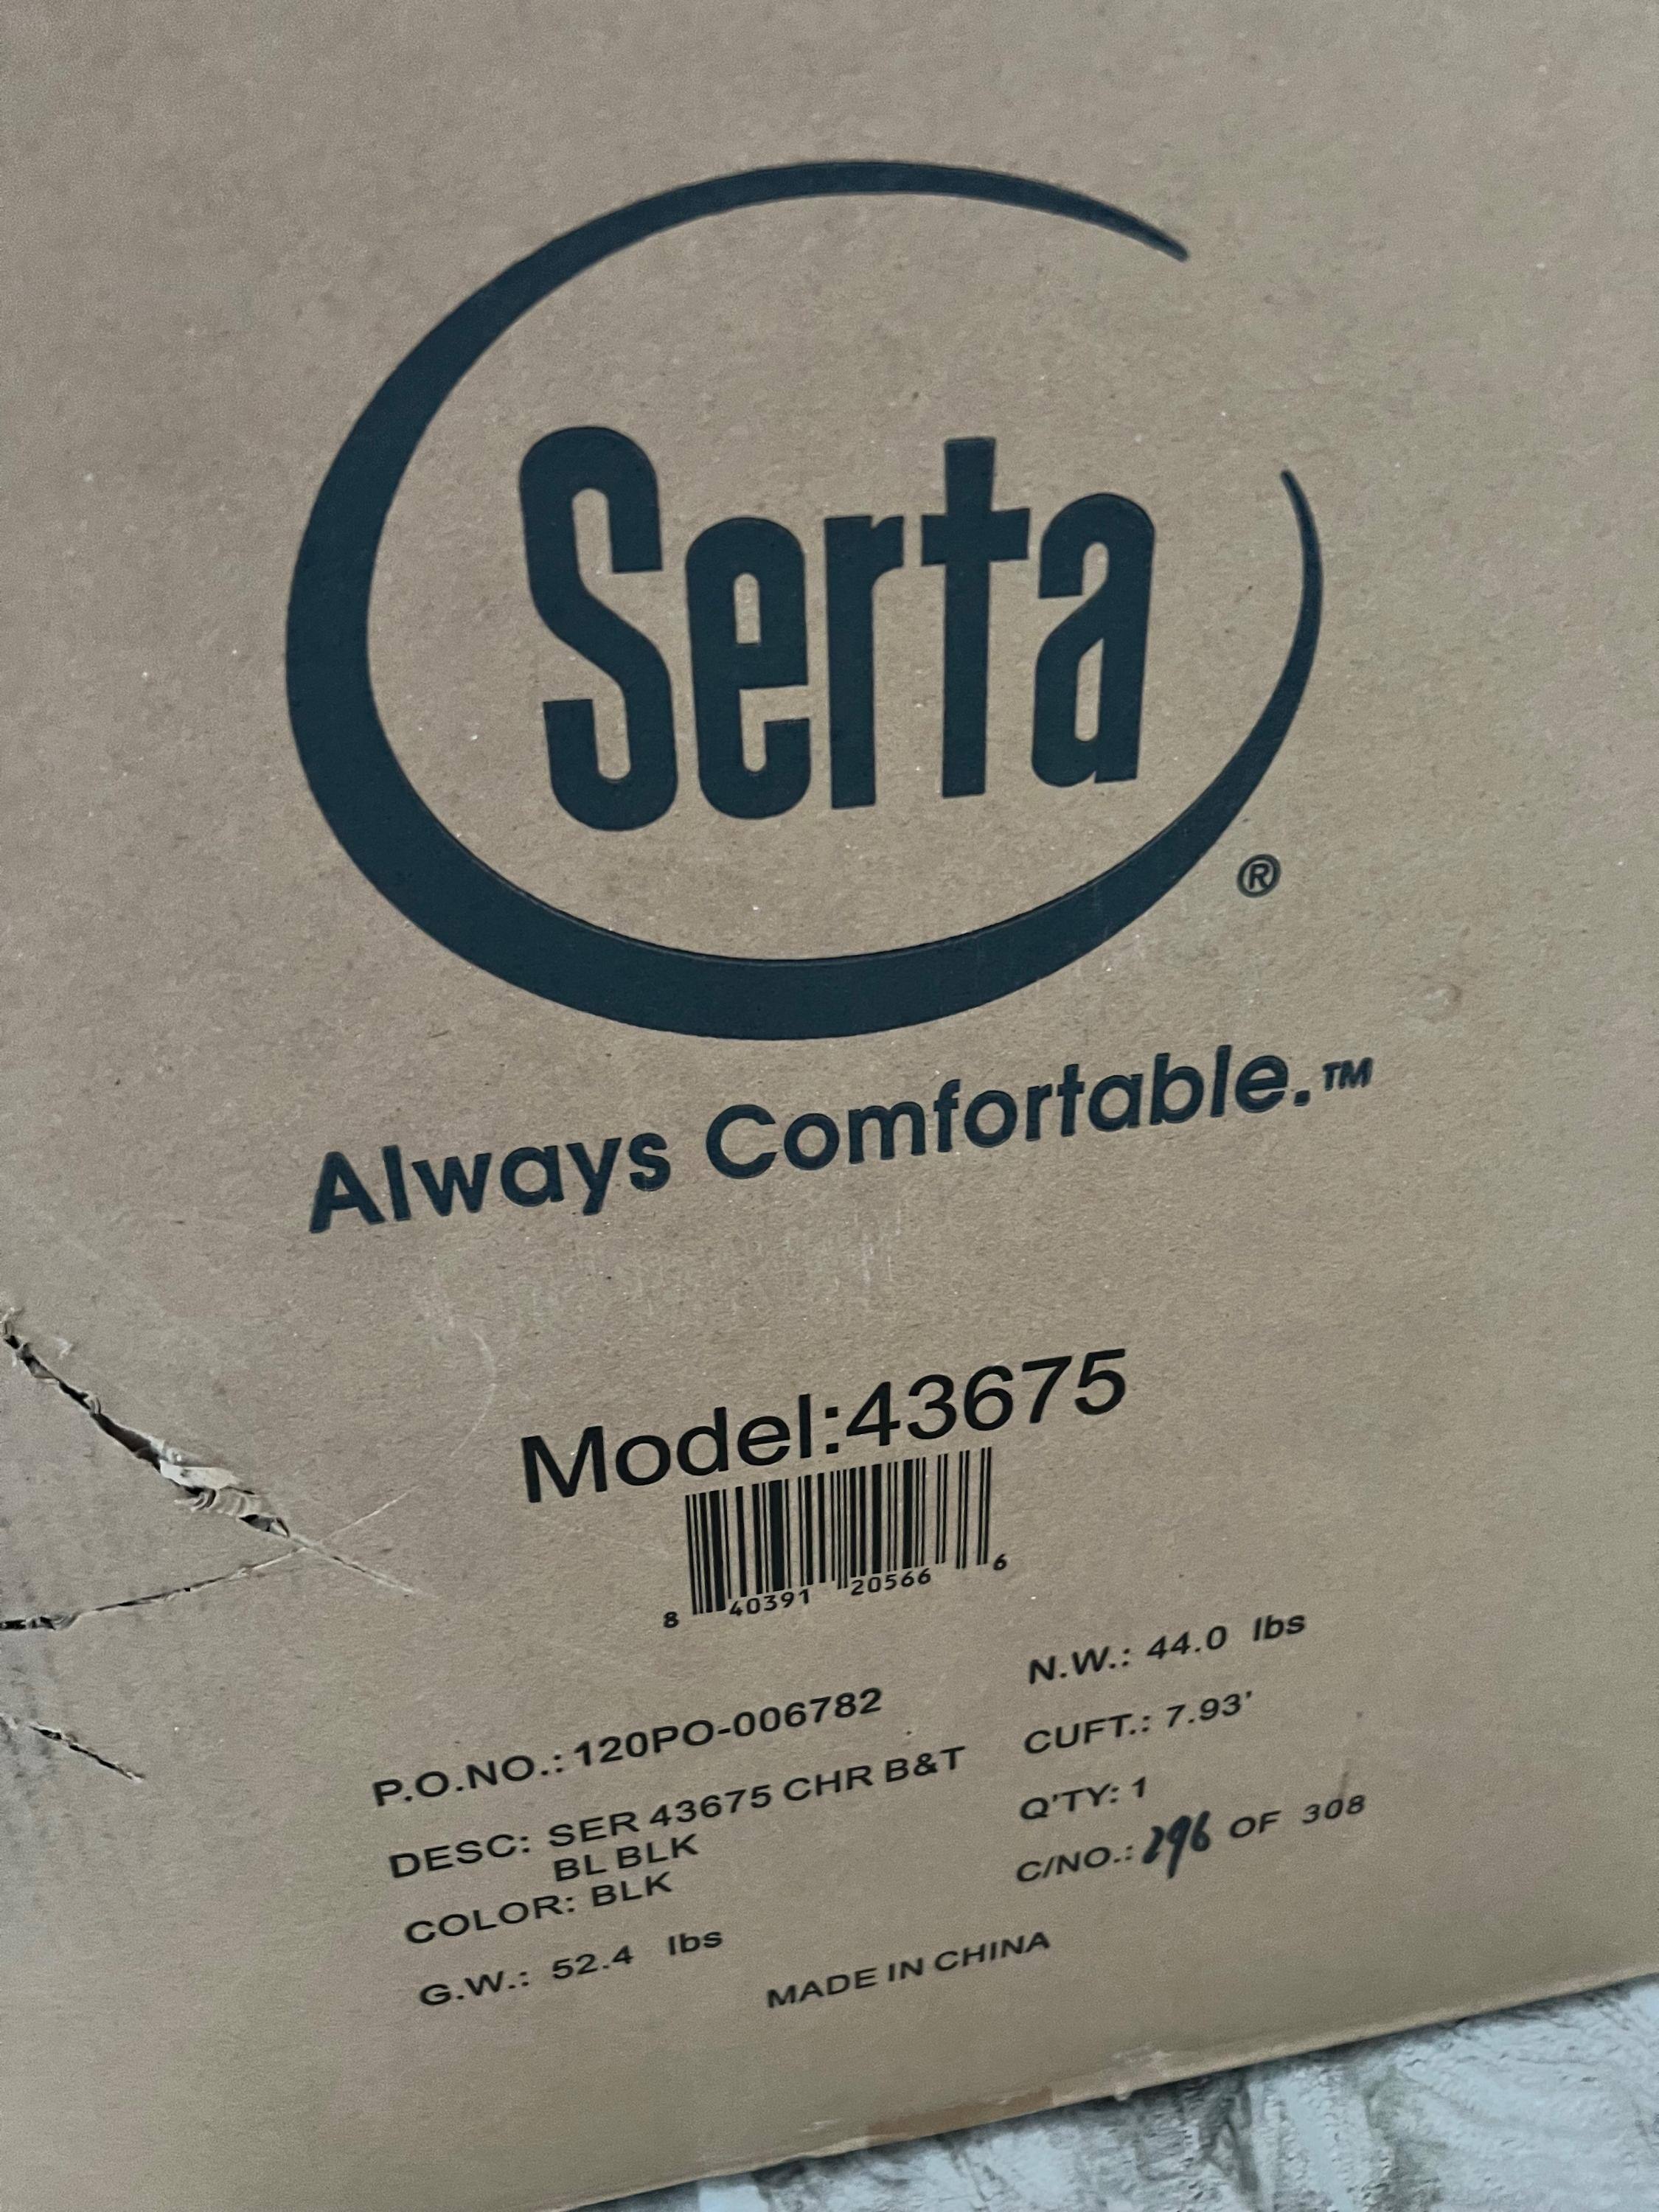 Serta
®
Always Comfortable.™
Model:43675
8 40391 20566 6
P.O.NO.: 120PO-006782
DESC: SER 43675 CHR B&T
BL BLK
COLOR: BLK
G.W.: 52.4 lbs
N.W.: 44.0 lbs
CUFT.: 7.93'
Q'TY: 1
C/NO.: 296 OF 308
MADE IN CHINA